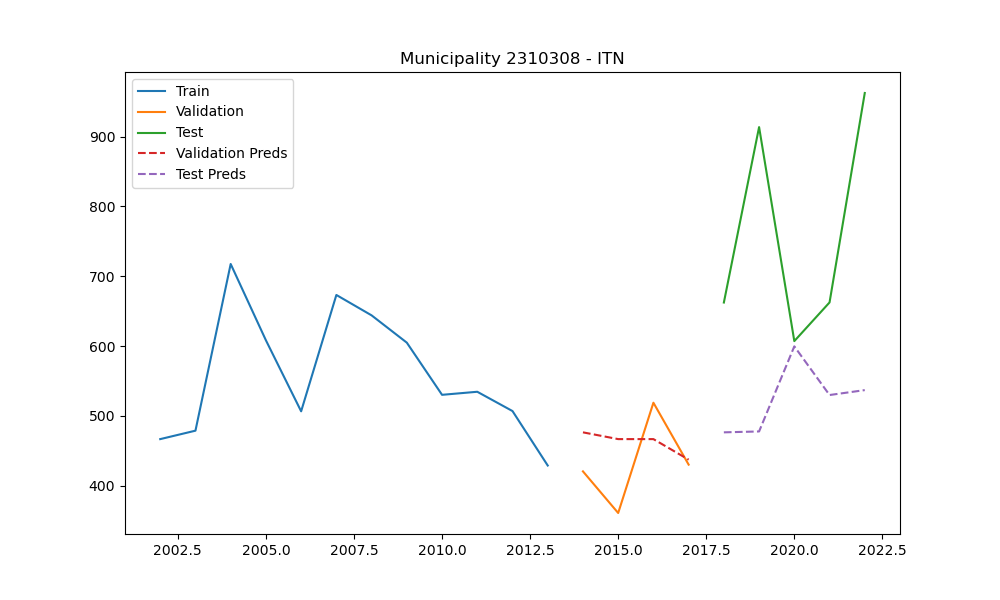 Municipality 2310308 - ITN
Train
Validation
Test
Validation Preds
Test Preds
900
800
700
600
500
400
2002.5 2005.0 2007.5 2010.0 2012.5 2015.0 2017.5 2020.0 2022.5